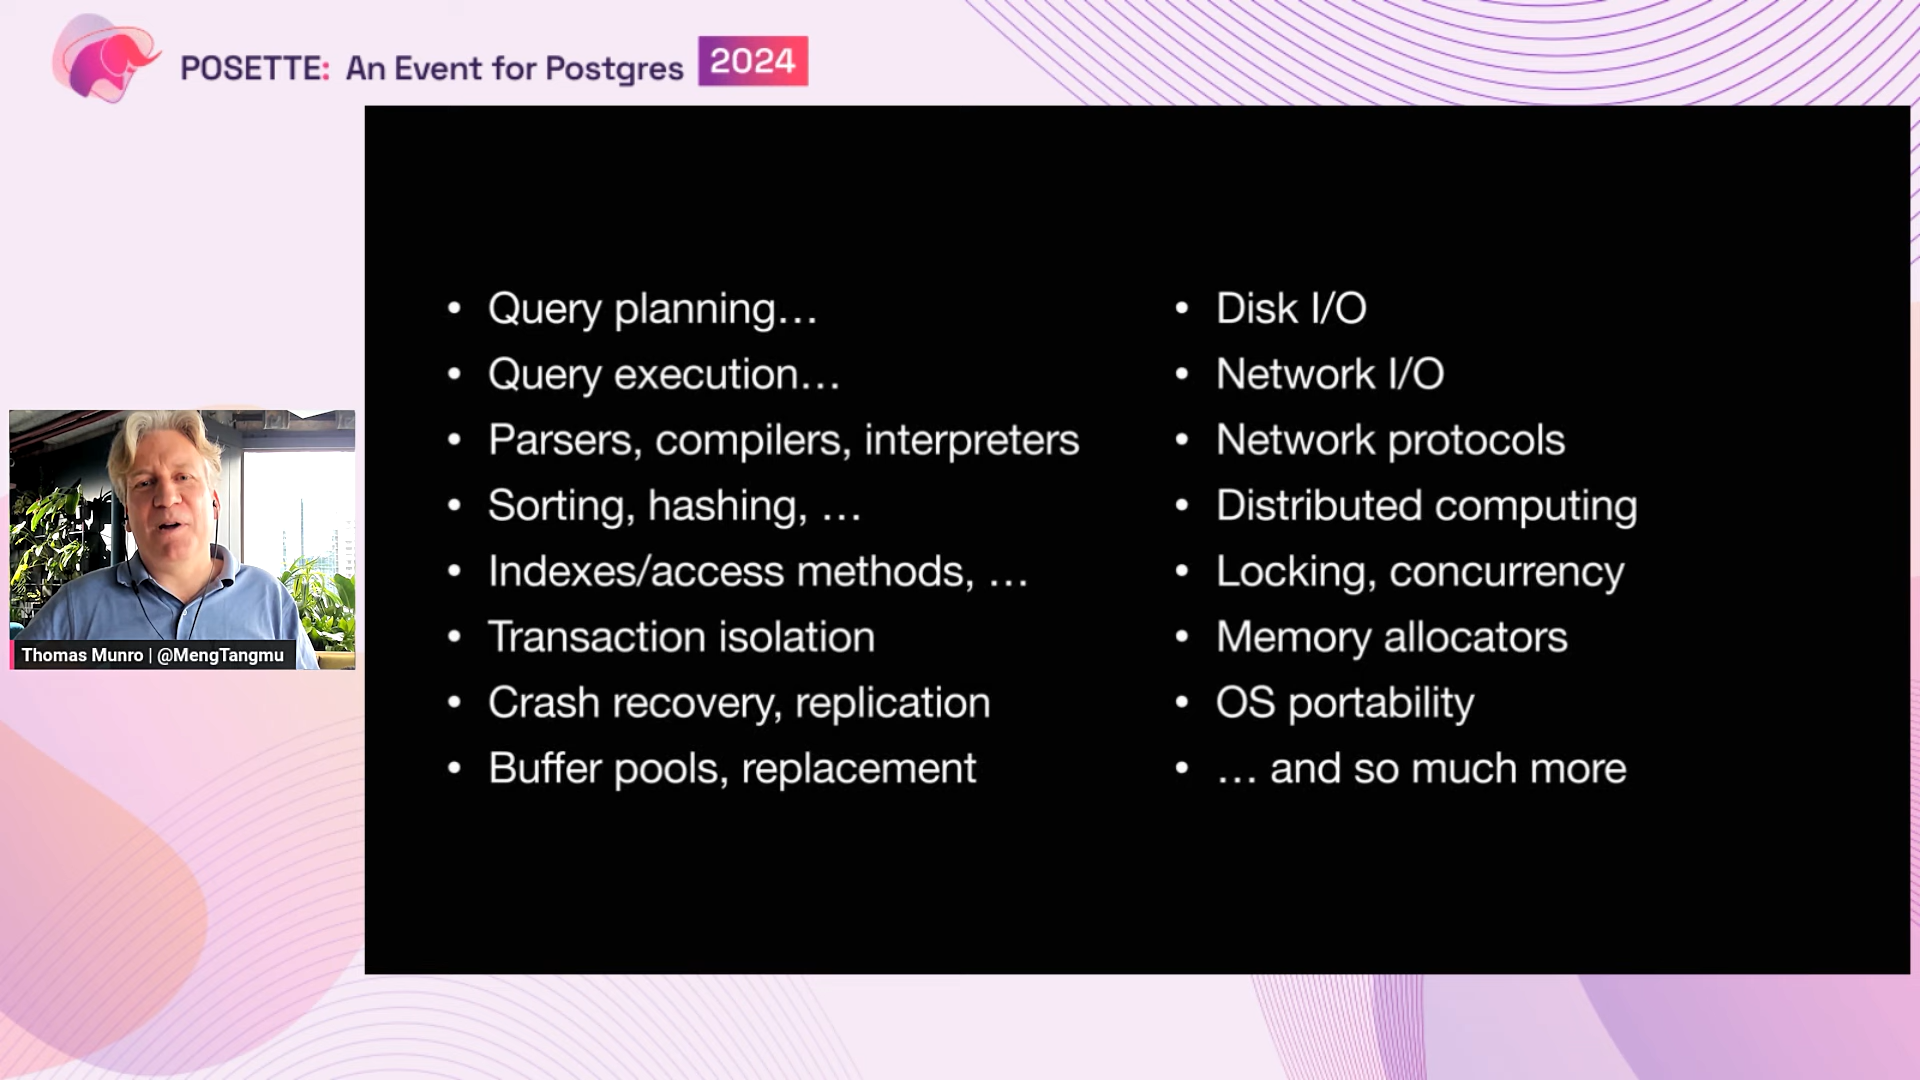 POSETTE: An Event for Postgres 2024
• Query planning…
• Query execution…
• Parsers, compilers, interpreters
• Sorting, hashing, …
• Indexes/access methods, …
• Transaction isolation
• Crash recovery, replication
• Buffer pools, replacement
• Disk I/O
• Network I/O
• Network protocols
• Distributed computing
• Locking, concurrency
• Memory allocators
• OS portability
• … and so much more
Thomas Munro | @MengTangmu